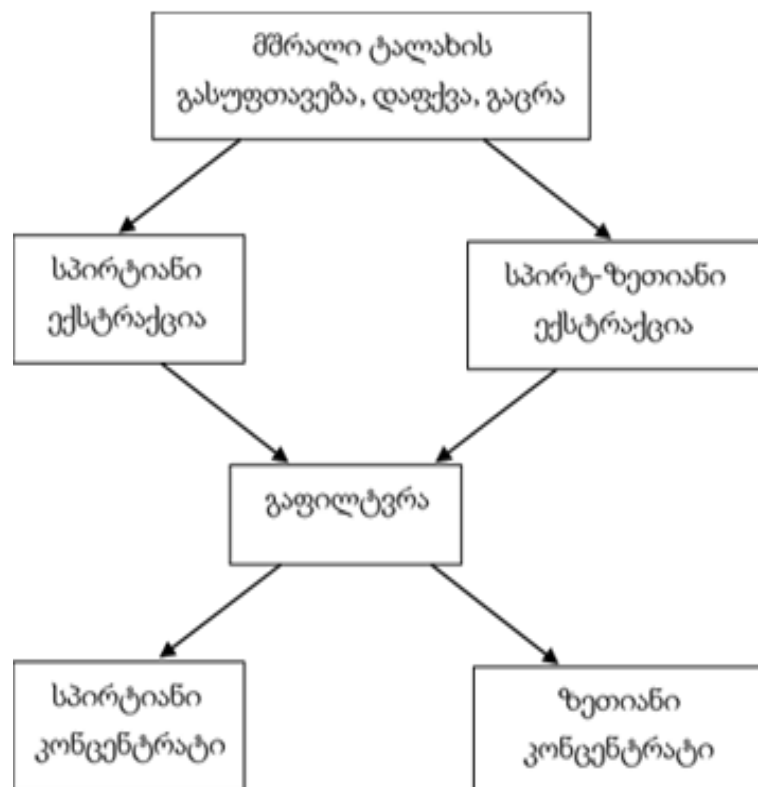 მშრალი ტალახის
გასუფთავება, დაფქვა, გაცრა
სპირტიანი
ექსტრაქცია
სპირტ-ზეთიანი
ექსტრაქცია
გაფილტვრა
სპირტიანი
კონცენტრატი
ზეთიანი
კონცენტრატი